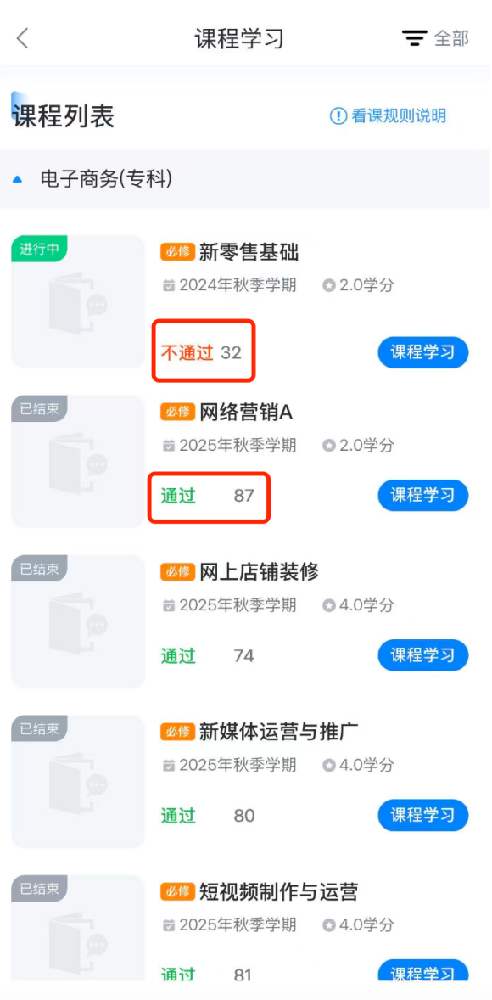 课程学习
全部
课程列表
看课规则说明
电子商务(专科)
进行中
必修 新零售基础
2024年秋季学期 2.0学分
不通过 32 课程学习
已结束
必修 网络营销A
2025年秋季学期 2.0学分
通过 87 课程学习
已结束
必修 网上店铺装修
2025年秋季学期 4.0学分
通过 74 课程学习
已结束
必修 新媒体运营与推广
2025年秋季学期 4.0学分
通过 80 课程学习
已结束
必修 短视频制作与运营
2025年秋季学期 4.0学分
通过 81 课程学习